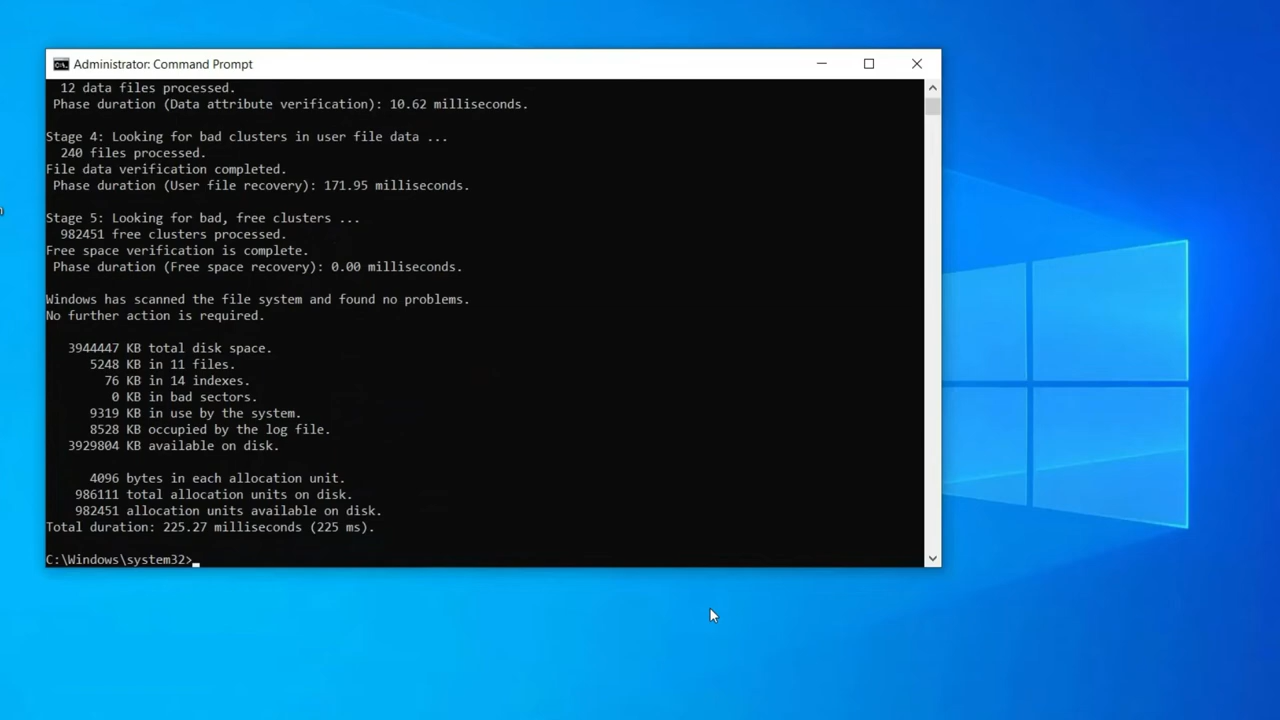 Administrator: Command Prompt
12 data files processed.
Phase duration (Data attribute verification): 10.62 milliseconds.
Stage 4: Looking for bad clusters in user file data ...
240 files processed.
File data verification completed.
Phase duration (User file recovery): 171.95 milliseconds.
Stage 5: Looking for bad, free clusters ...
982451 free clusters processed.
Free space verification is complete.
Phase duration (Free space recovery): 0.00 milliseconds.
Windows has scanned the file system and found no problems.
No further action is required.
3944447 KB total disk space.
5248 KB in 11 files.
76 KB in 14 indexes.
0 KB in bad sectors.
9319 KB in use by the system.
8528 KB occupied by the log file.
3929804 KB available on disk.
4096 bytes in each allocation unit.
986111 total allocation units on disk.
982451 allocation units available on disk.
Total duration: 225.27 milliseconds (225 ms).
C:\Windows\system32>